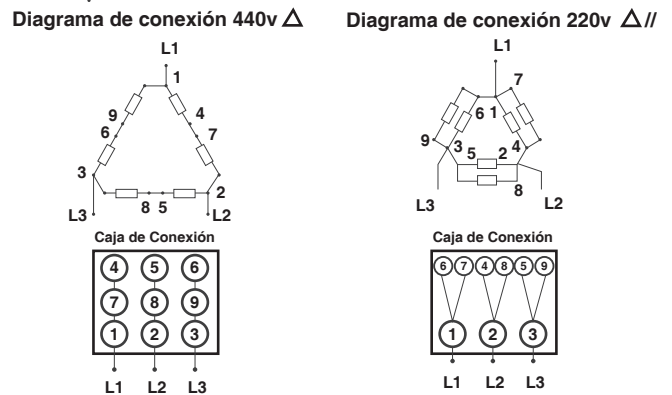 Diagrama de conexión 440v △
Diagrama de conexión 220v △//
L1
1
9
4
6
7
3
2
8 5
L3
L2
Caja de Conexión
4 5 6
7 8 9
1 2 3
L1 L2 L3
L1
7
6 1
9
3
4
5 2
8
L3
L2
Caja de Conexión
6 7 4 8 5 9
1 2 3
L1 L2 L3